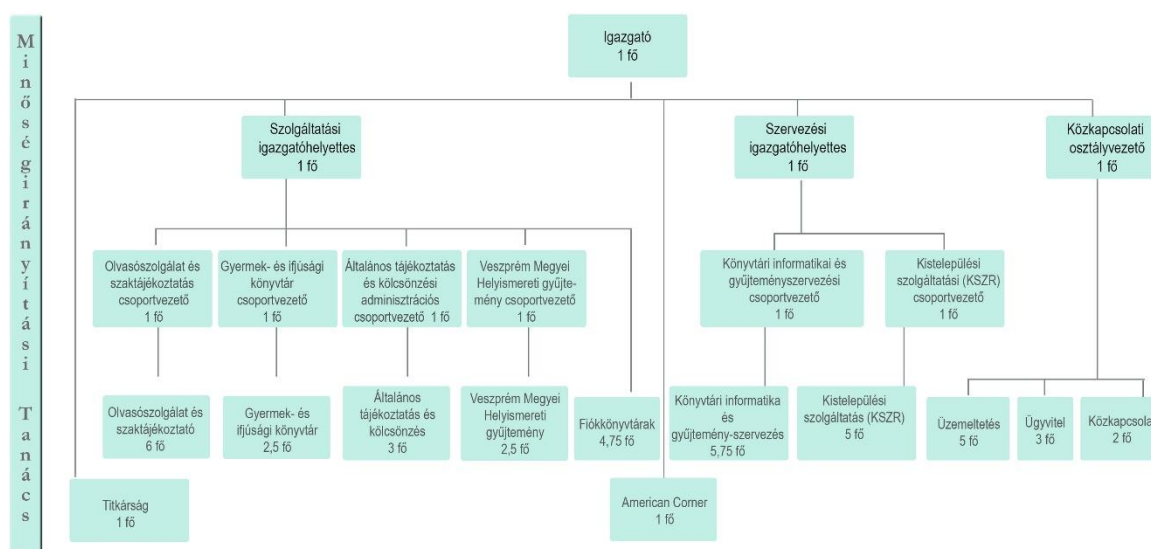 Minőségirányítási Tanács
Igazgató
1 fő
Szolgáltatási
igazgatóhelyettes
1 fő
Szervezési
igazgatóhelyettes
1 fő
Közkapcsolati
osztályvezető
1 fő
Olvasószolgálat és
szaktájékoztatás
csoportvezető
1 fő
Gyermek- és ifjúsági
könyvtár
csoportvezető
1 fő
Általános tájékoztatás
és kölcsönzési
adminisztrációs
csoportvezető 1 fő
Veszprém Megyei
Helyismereti gyűjte-
mény csoportvezető
1 fő
Könyvtári informatikai és
gyűjteményszervezési
csoportvezető
1 fő
Kistelepülési
szolgáltatási (KSZR)
csoportvezető
1 fő
Olvasószolgálat és
szaktájékoztató
6 fő
Gyermek- és
ifjúsági könyvtár
2,5 fő
Általános
tájékoztatás és
kölcsönzés
3 fő
Veszprém Megyei
Helyismereti
gyűjtemény
2,5 fő
Fiókkönyvtárak
4,75 fő
Könyvtári informatika
és
gyűjtemény-szervezés
5,75 fő
Kistelepülési
szolgáltatás (KSZR)
5 fő
Üzemeltetés
5 fő
Ügyvitel
3 fő
Közkapcsolat
2 fő
Titkárság
1 fő
American Corner
1 fő